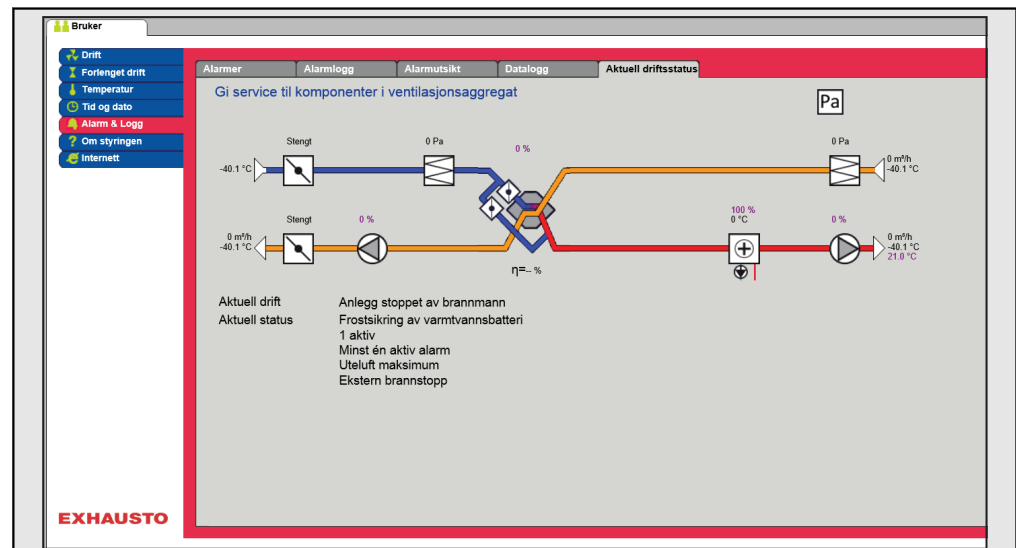 Bruker
Drift
Forlenget drift
Temperatur
Tid og dato
Alarm & Logg
Om styringen
Internett
Alarmer Alarmlogg Alarmutsikt Datalogg Aktuell driftsstatus
Gi service til komponenter i ventilasjonsaggregat
Pa
Stengt 0 Pa 0 % 0 Pa
-40.1 °C
0 m³/h
-40.1 °C
Stengt 0 % 100 % 0 %
0 °C
0 m³/h
-40.1 °C
0 m³/h
-40.1 °C
21.0 °C
η=-- %
Aktuell drift Anlegg stoppet av brannmann
Aktuell status Frostsikring av varmtvannsbatteri
1 aktiv
Minst én aktiv alarm
Uteluft maksimum
Ekstern brannstopp
EXHAUSTO